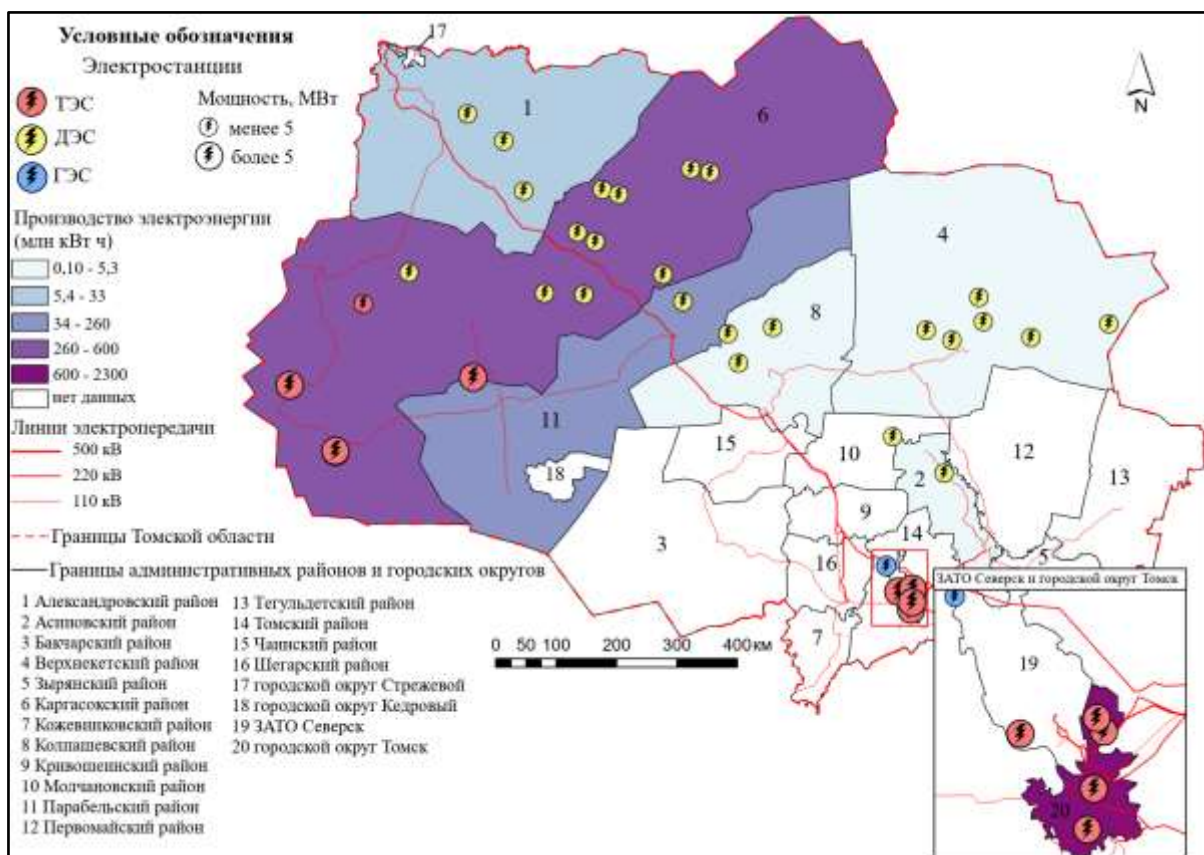 Условные обозначения
Электростанции
ТЭС
ДЭС
ГЭС
Мощность, МВт
менее 5
более 5
Производство электроэнергии
(млн кВт ч)
0,10 - 5,3
5,4 - 33
34 - 260
260 - 600
600 - 2300
нет данных
Линии электропередачи
500 кВ
220 кВ
110 кВ
Границы Томской области
Границы административных районов и городских округов
1 Александровский район
2 Асиновский район
3 Бакчарский район
4 Верхнекетский район
5 Зырянский район
6 Каргасокский район
7 Кожевниковский район
8 Колпашевский район
9 Кривошеинский район
10 Молчановский район
11 Парабельский район
12 Первомайский район
13 Тегульдетский район
14 Томский район
15 Чаинский район
16 Шегарский район
17 городской округ Стрежевой
18 городской округ Кедровый
19 ЗАТО Северск
20 городской округ Томск
17
1
6
N
4
8
11
15
10
12
18
2
13
9
14
3
16
5
7
0 50 100 200 300 400 км
ЗАТО Северск и городской округ Томск
19
20